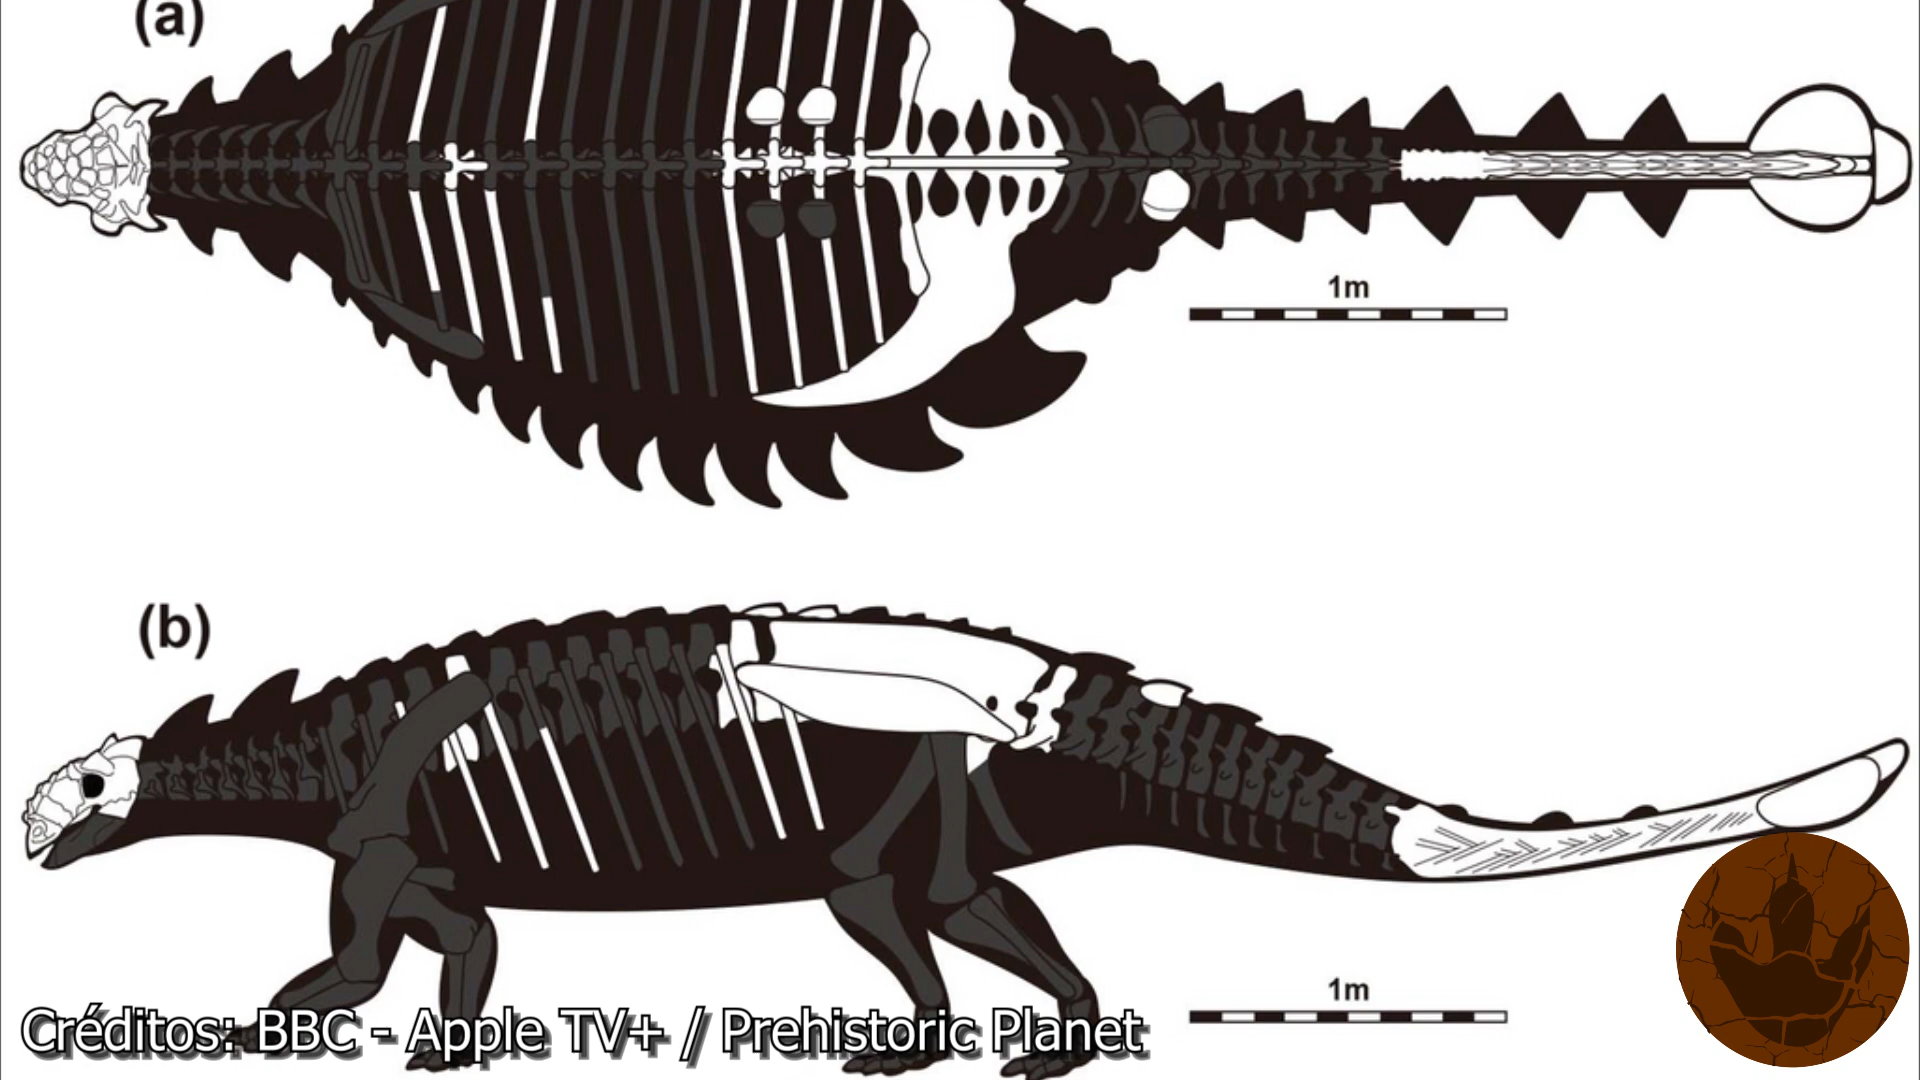 (a)
1m
(b)
1m
Créditos: BBC - Apple TV+ / Prehistoric Planet